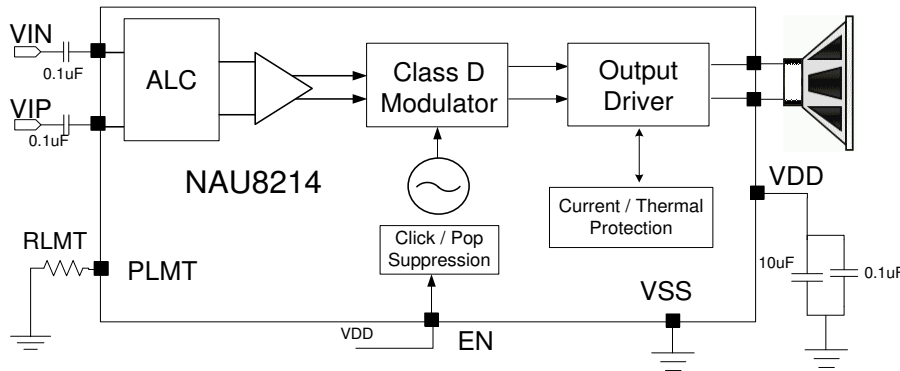 VIN
0.1uF
VIP
0.1uF
ALC
Class D
Modulator
Output
Driver
NAU8214
VDD
Current / Thermal
Protection
Click / Pop
Suppression
RLMT
PLMT
10uF
0.1uF
VSS
VDD
EN